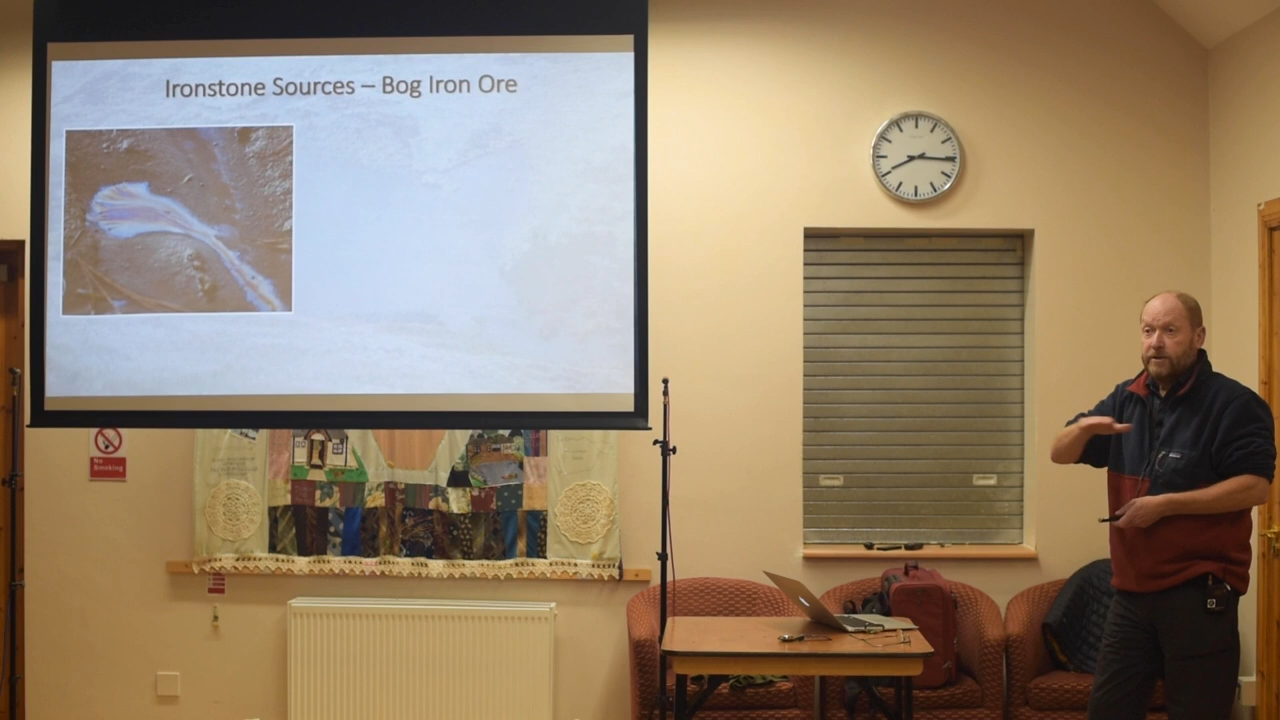 Ironstone Sources – Bog Iron Ore
No
Smoking